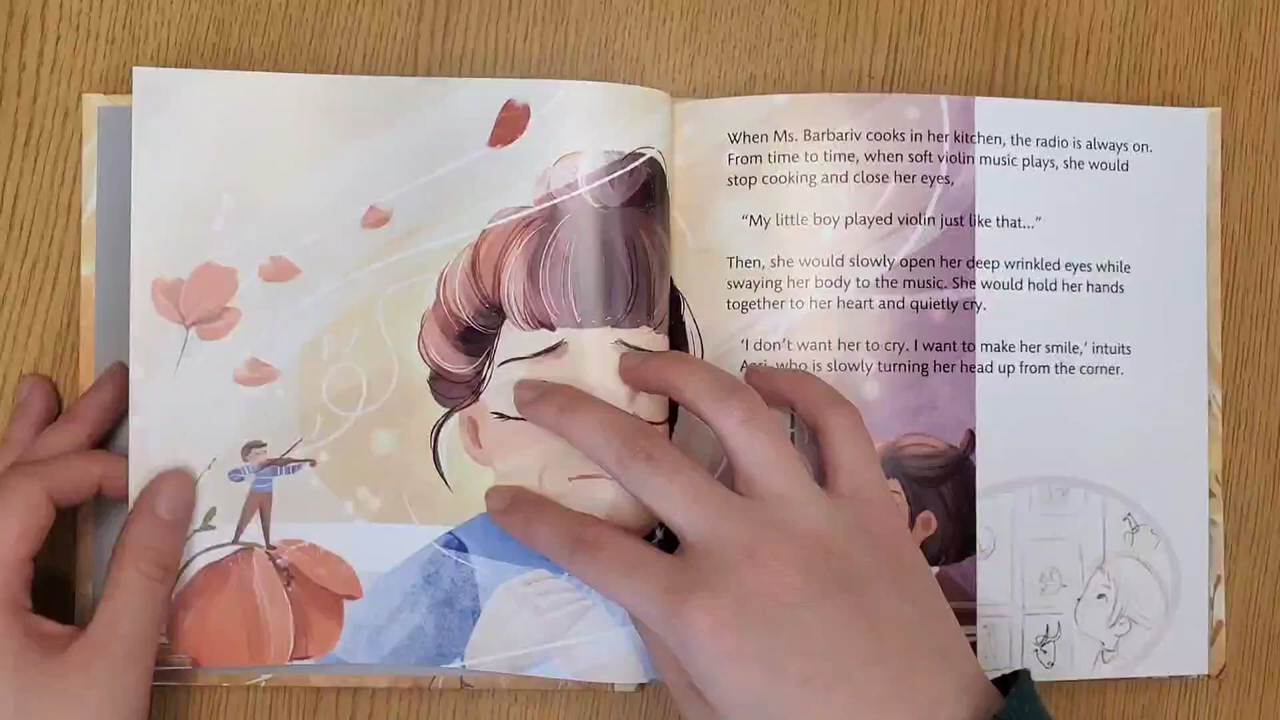 When Ms. Barbariv cooks in her kitchen, the radio is always on.
From time to time, when soft violin music plays, she would
stop cooking and close her eyes,
“My little boy played violin just like that...”
Then, she would slowly open her deep wrinkled eyes while
swaying her body to the music. She would hold her hands
together to her heart and quietly cry.
‘I don’t want her to cry. I want to make her smile,’ intuits
who is slowly turning her head up from the corner.